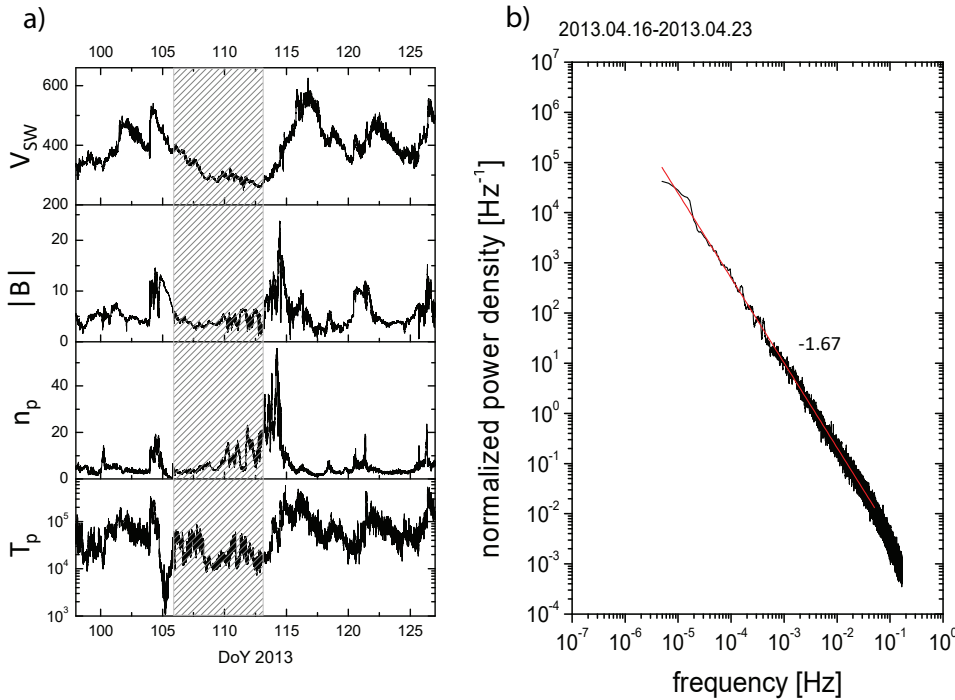 a)
100 105 110 115 120 125
600
400
200
V_SW
20
10
0
|B|
40
20
0
n_p
10^5
10^4
10^3
T_p
100 105 110 115 120 125
DoY 2013
b)
2013.04.16-2013.04.23
10^7
10^6
10^5
10^4
10^3
10^2
10^1
10^0
10^-1
10^-2
10^-3
10^-4
normalized power density [Hz^-1]
-1.67
10^-7 10^-6 10^-5 10^-4 10^-3 10^-2 10^-1 10^0
frequency [Hz]